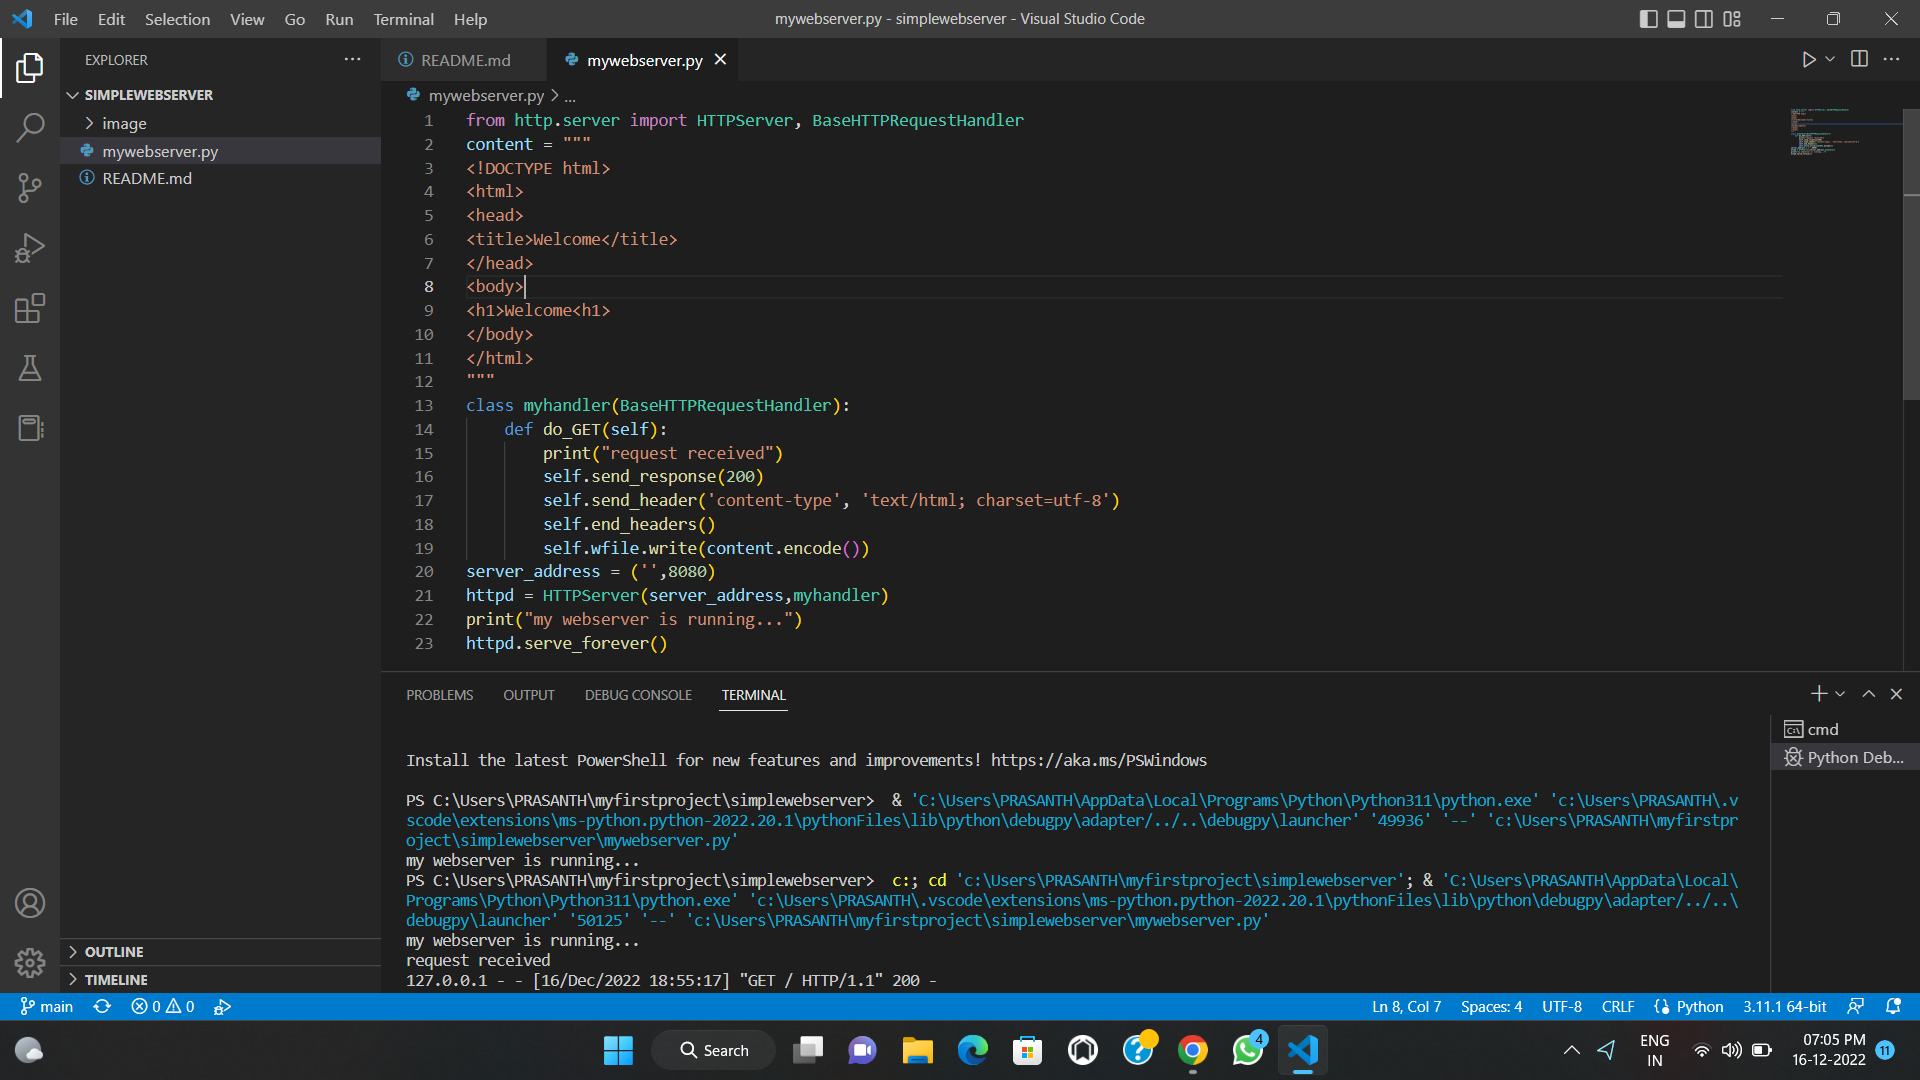 File Edit Selection View Go Run Terminal Help
mywebserver.py - simplewebserver - Visual Studio Code
EXPLORER
SIMPLEWEBSERVER
image
mywebserver.py
README.md
OUTLINE
TIMELINE
README.md
mywebserver.py
mywebserver.py > ...
1 from http.server import HTTPServer, BaseHTTPRequestHandler
2 content = """
3 <!DOCTYPE html>
4 <html>
5 <head>
6 <title>Welcome</title>
7 </head>
8 <body>
9 <h1>Welcome<h1>
10 </body>
11 </html>
12 """
13 class myhandler(BaseHTTPRequestHandler):
14     def do_GET(self):
15         print("request received")
16         self.send_response(200)
17         self.send_header('content-type', 'text/html; charset=utf-8')
18         self.end_headers()
19         self.wfile.write(content.encode())
20 server_address = ('',8080)
21 httpd = HTTPServer(server_address,myhandler)
22 print("my webserver is running...")
23 httpd.serve_forever()
PROBLEMS OUTPUT DEBUG CONSOLE TERMINAL
cmd
Python Deb...
Install the latest PowerShell for new features and improvements! https://aka.ms/PSWindows
PS C:\Users\PRASANTH\myfirstproject\simplewebserver>  & 'C:\Users\PRASANTH\AppData\Local\Programs\Python\Python311\python.exe' 'c:\Users\PRASANTH\.v
scode\extensions\ms-python.python-2022.20.1\pythonFiles\lib\python\debugpy\adapter/../..\debugpy\launcher' '49936' '--' 'c:\Users\PRASANTH\myfirstpr
oject\simplewebserver\mywebserver.py'
my webserver is running...
PS C:\Users\PRASANTH\myfirstproject\simplewebserver>  c:; cd 'c:\Users\PRASANTH\myfirstproject\simplewebserver'; & 'C:\Users\PRASANTH\AppData\Local\
Programs\Python\Python311\python.exe' 'c:\Users\PRASANTH\.vscode\extensions\ms-python.python-2022.20.1\pythonFiles\lib\python\debugpy\adapter/../..\
debugpy\launcher' '50125' '--' 'c:\Users\PRASANTH\myfirstproject\simplewebserver\mywebserver.py'
my webserver is running...
request received
127.0.0.1 - - [16/Dec/2022 18:55:17] "GET / HTTP/1.1" 200 -
main 0 0 Ln 8, Col 7 Spaces: 4 UTF-8 CRLF Python 3.11.1 64-bit
Search
4
ENG
IN
07:05 PM
16-12-2022
11